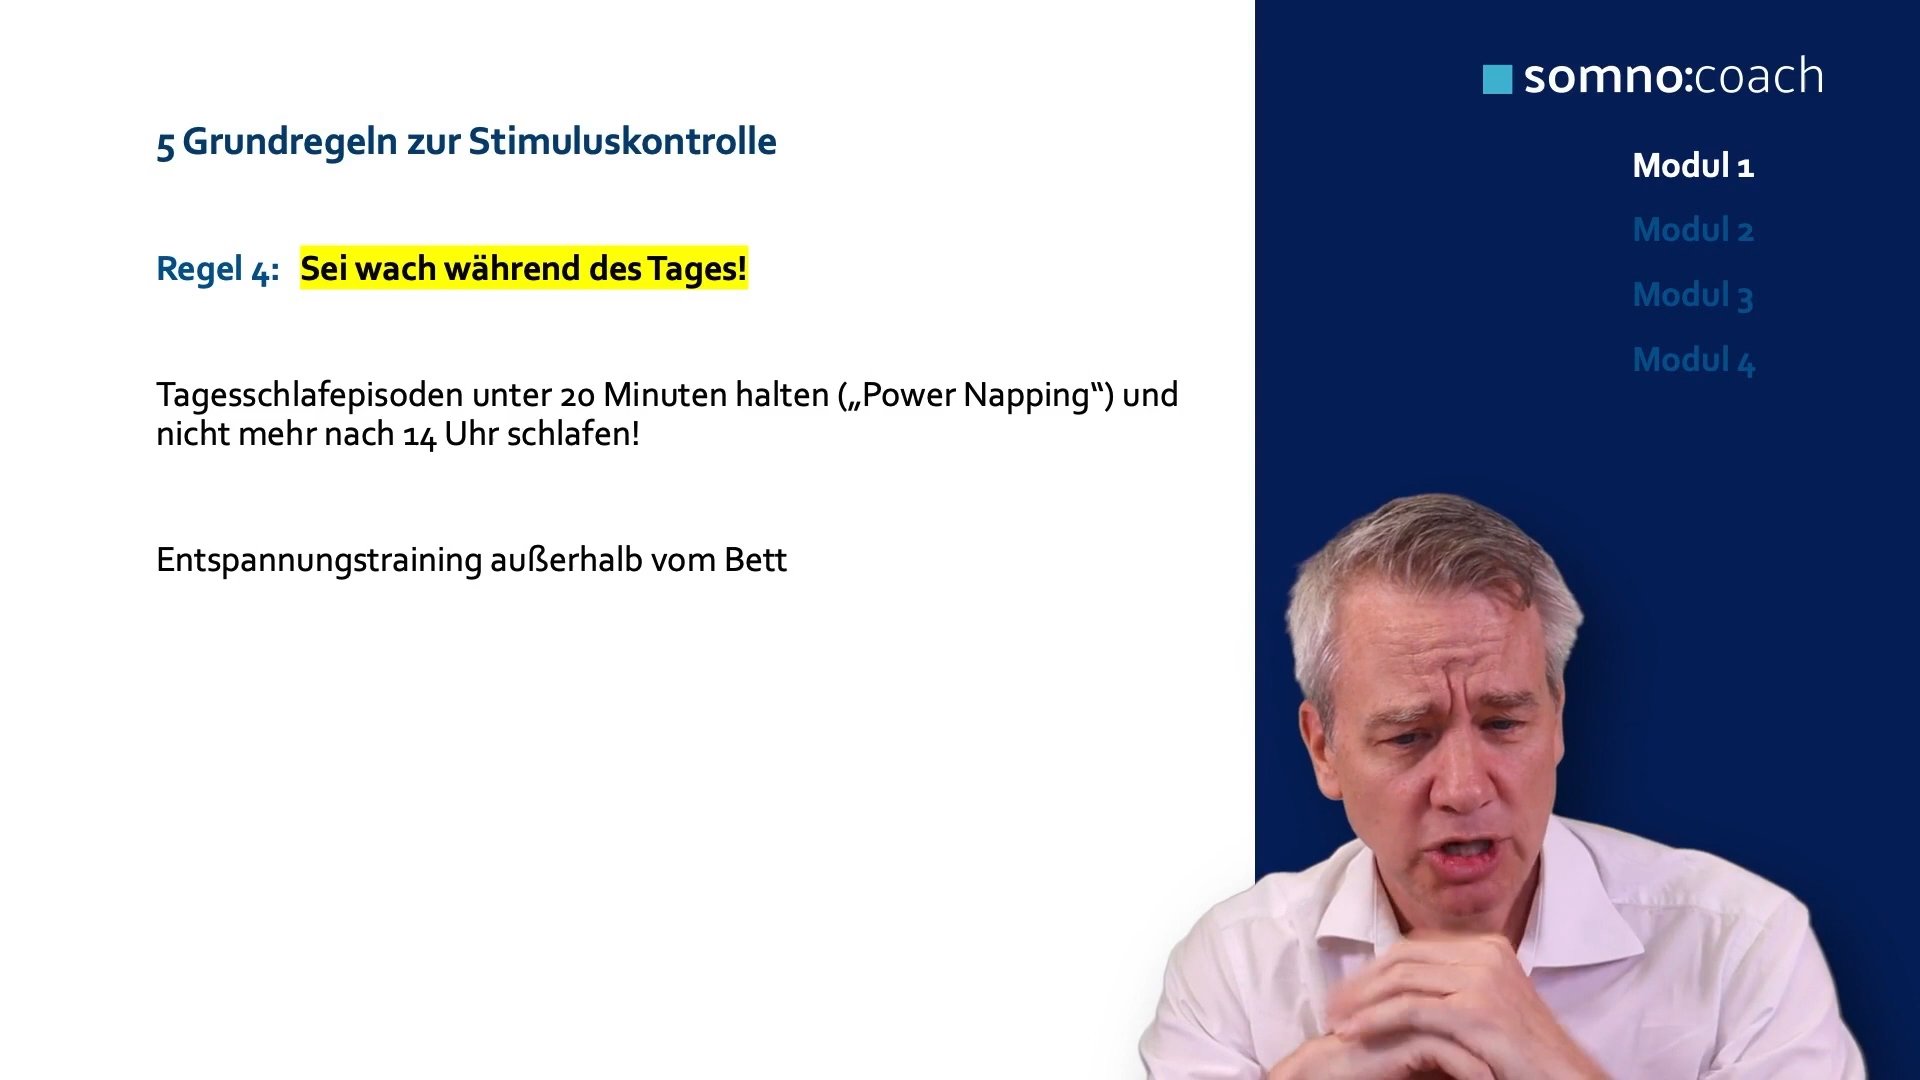 5 Grundregeln zur Stimuluskontrolle
Regel 4: Sei wach während des Tages!
Tagesschlafepisoden unter 20 Minuten halten („Power Napping“) und
nicht mehr nach 14 Uhr schlafen!
Entspannungstraining außerhalb vom Bett
somno:coach
Modul 1
Modul 2
Modul 3
Modul 4